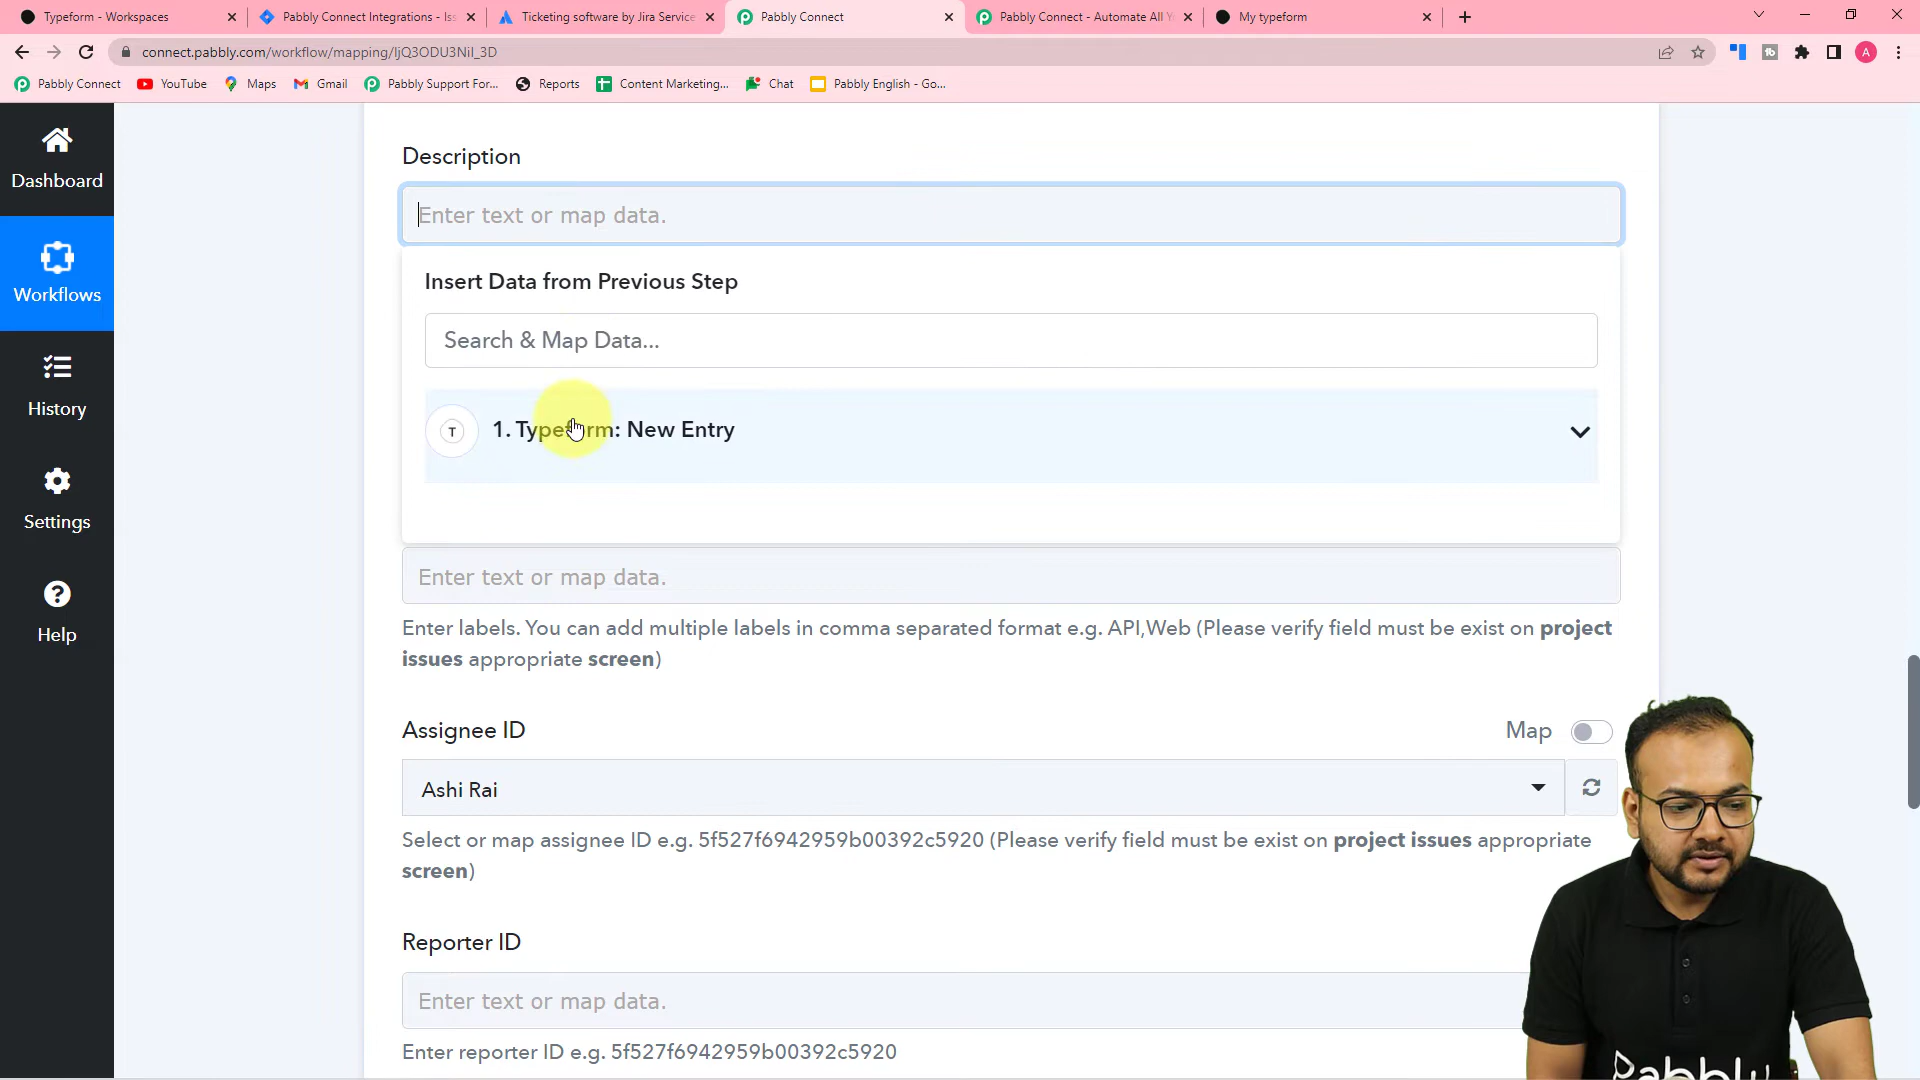 Typeform - Workspaces
Pabbly Connect Integrations - Iss
Ticketing software by Jira Service
Pabbly Connect
Pabbly Connect - Automate All Y
My typeform
connect.pabbly.com/workflow/mapping/IjQ3ODU3NiI_3D
A
Pabbly Connect
YouTube
Maps
Gmail
Pabbly Support For...
Reports
Content Marketing...
Chat
Pabbly English - Go...
Dashboard
Workflows
History
Settings
Help
Description
Enter text or map data.
Insert Data from Previous Step
Search & Map Data...
T
1. Typeform: New Entry
Enter text or map data.
Enter labels. You can add multiple labels in comma separated format e.g. API,Web (Please verify field must be exist on project
issues appropriate screen)
Assignee ID
Map
Ashi Rai
Select or map assignee ID e.g. 5f527f6942959b00392c5920 (Please verify field must be exist on project issues appropriate
screen)
Reporter ID
Enter text or map data.
Enter reporter ID e.g. 5f527f6942959b00392c5920
Pabbly